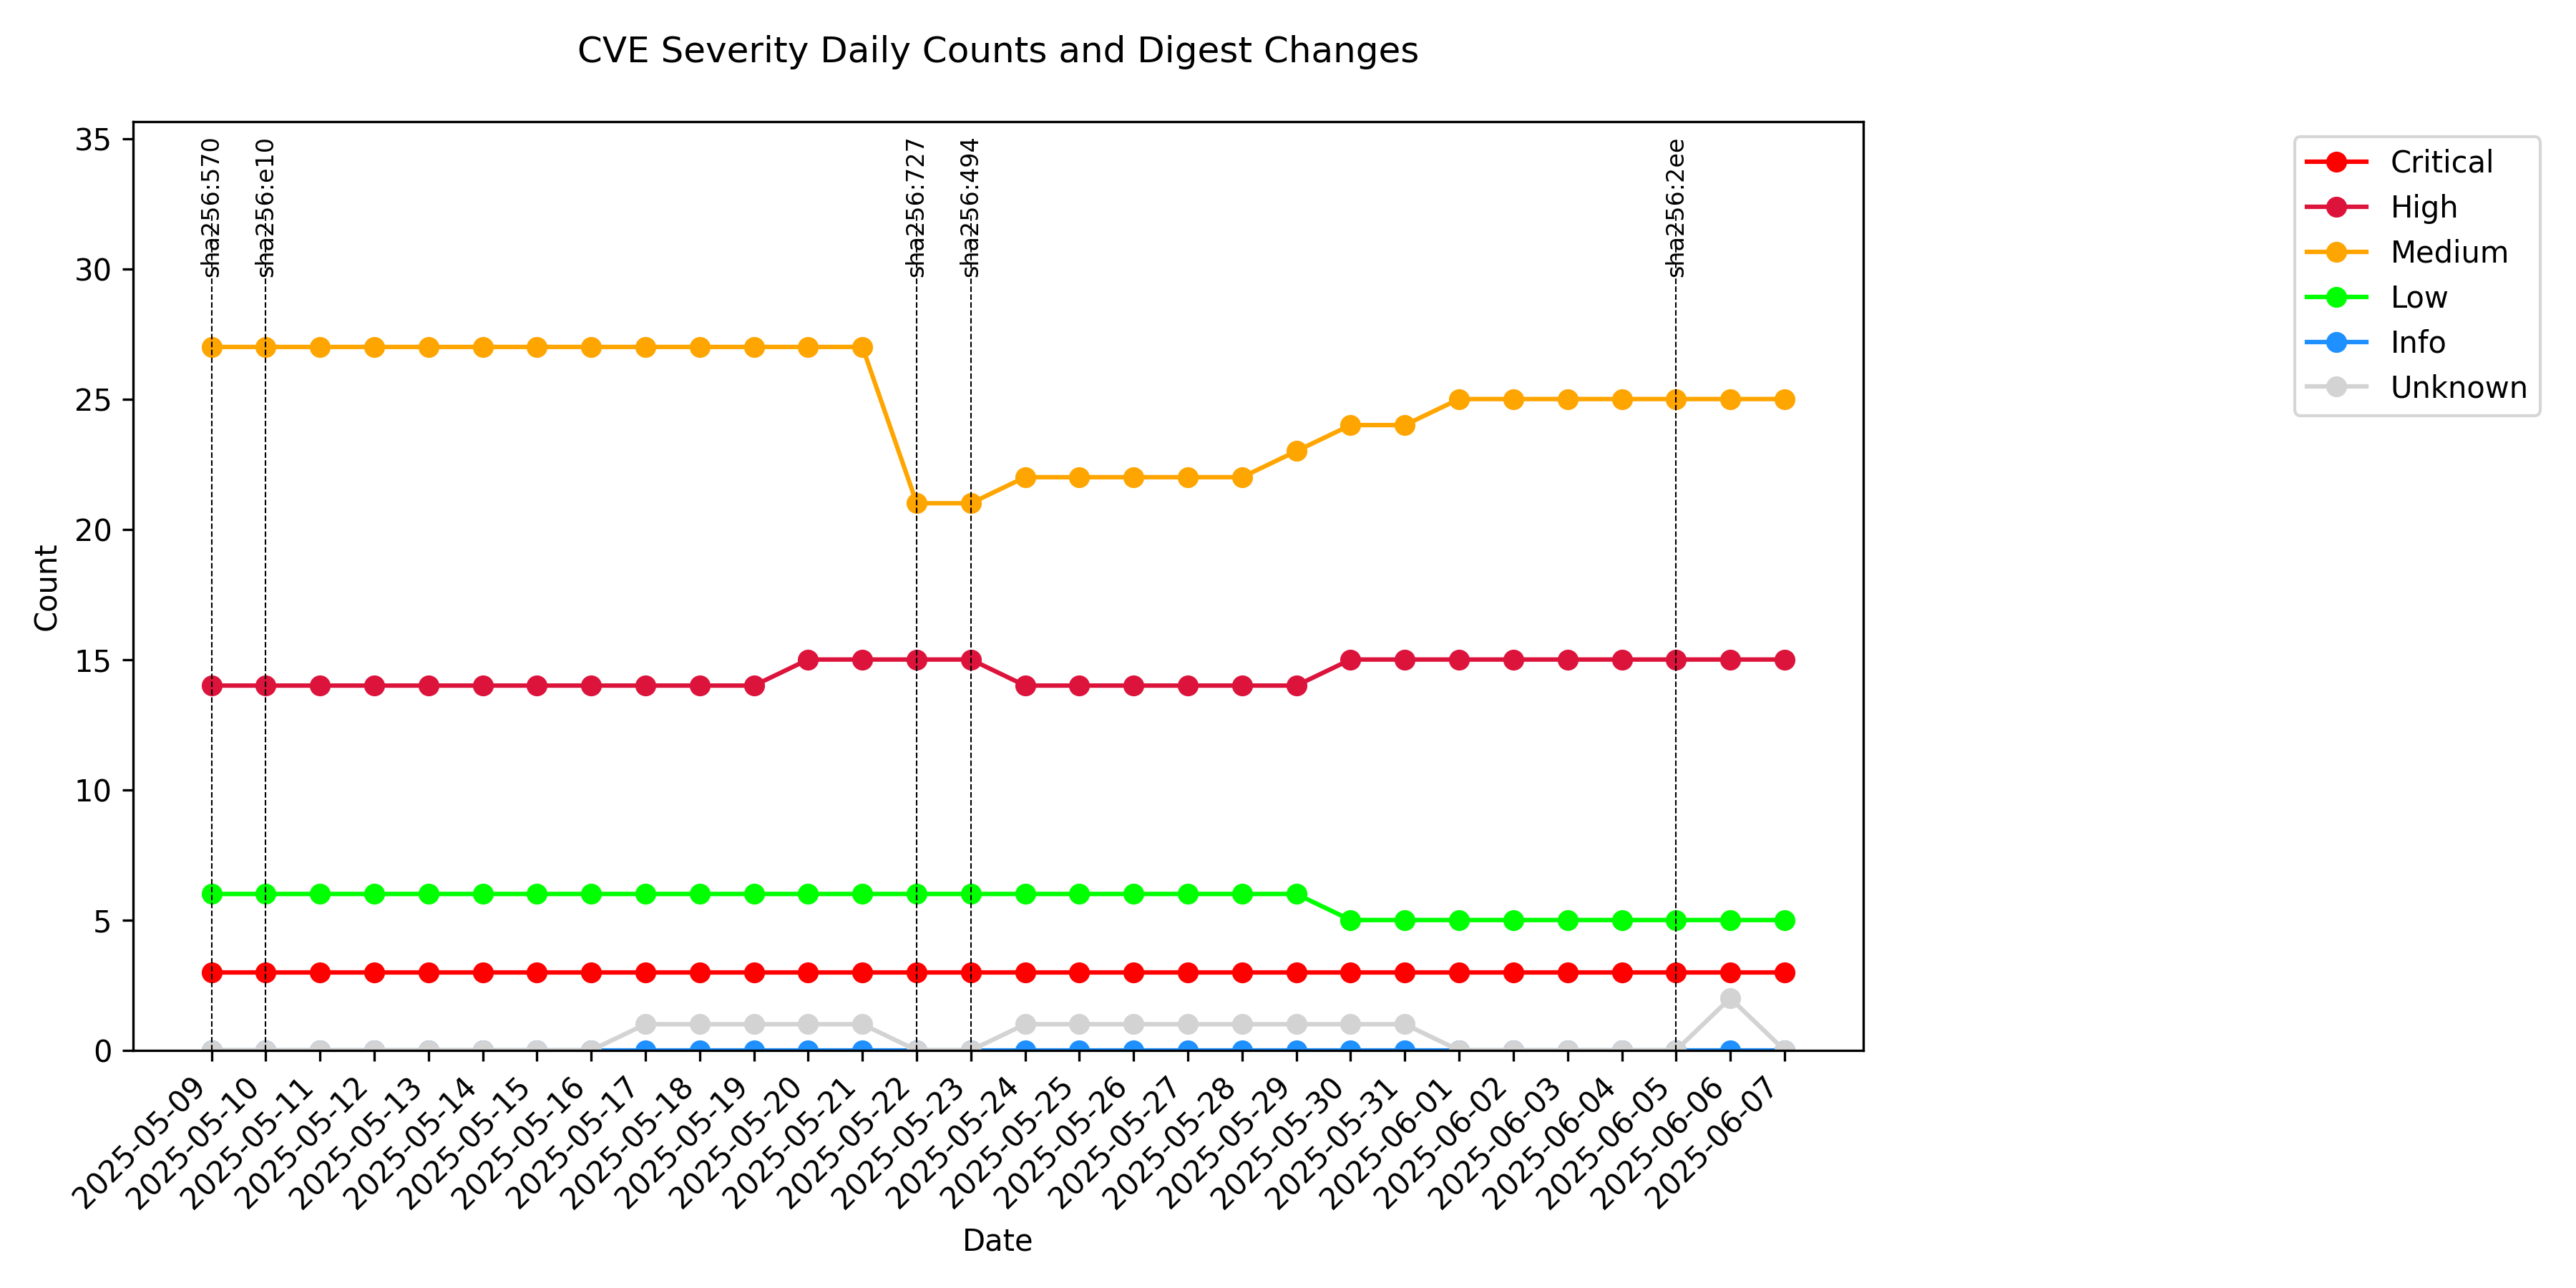 CVE Severity Daily Counts and Digest Changes
35
30
25
20
15
10
5
0
Count
sha256:570
sha256:e10
sha256:727
sha256:494
sha256:2ee
Critical
High
Medium
Low
Info
Unknown
2025-05-09
2025-05-10
2025-05-11
2025-05-12
2025-05-13
2025-05-14
2025-05-15
2025-05-16
2025-05-17
2025-05-18
2025-05-19
2025-05-20
2025-05-21
2025-05-22
2025-05-23
2025-05-24
2025-05-25
2025-05-26
2025-05-27
2025-05-28
2025-05-29
2025-05-30
2025-05-31
2025-06-01
2025-06-02
2025-06-03
2025-06-04
2025-06-05
2025-06-06
2025-06-07
Date